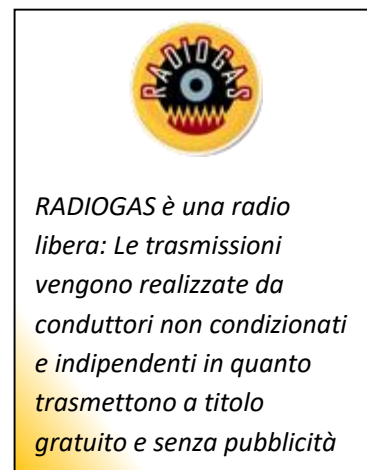 RADIOGAS
RADIOGAS è una radio
libera: Le trasmissioni
vengono realizzate da
conduttori non condizionati
e indipendenti in quanto
trasmettono a titolo
gratuito e senza pubblicità